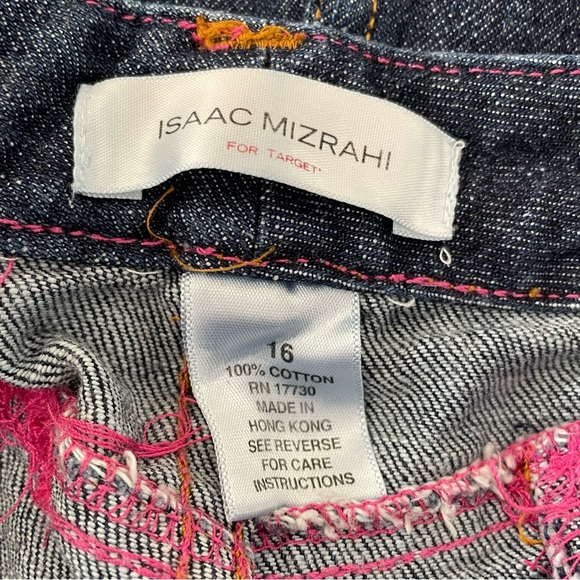 ISAAC MIZRAHI
FOR TARGET
16
100% COTTON
RN 17730
MADE IN
HONG KONG
SEE REVERSE
FOR CARE
INSTRUCTIONS